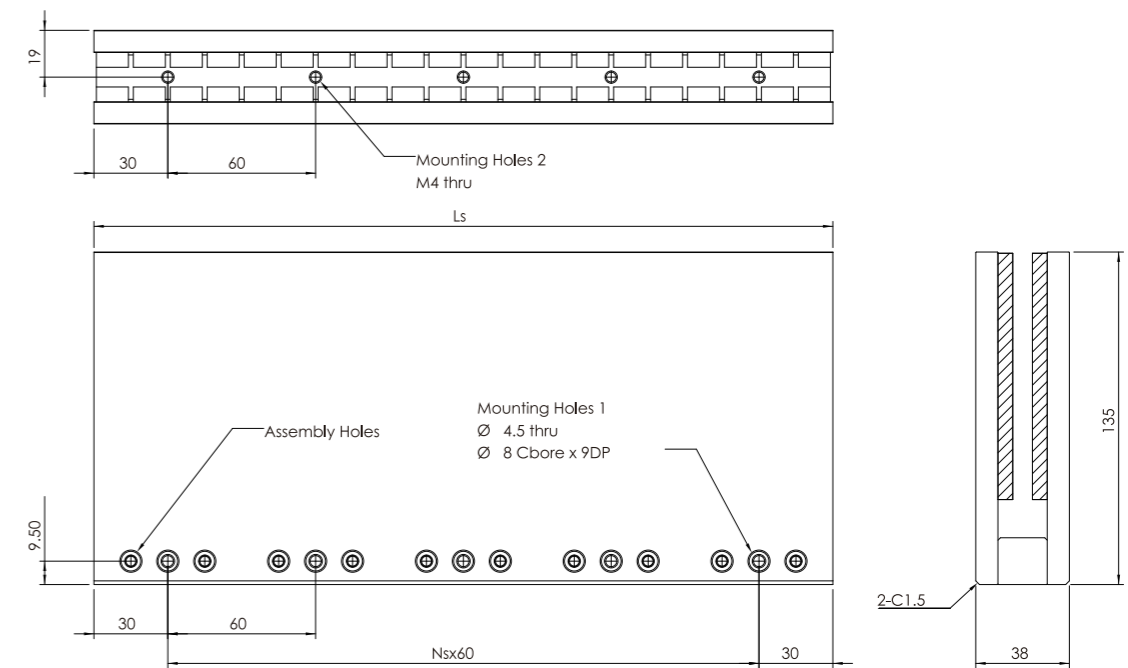 19
30
60
Mounting Holes 2
M4 thru
Ls
Assembly Holes
Mounting Holes 1
Ø 4.5 thru
Ø 8 Cbore x 9DP
9.50
30
60
Nsx60
30
135
2-C1.5
38